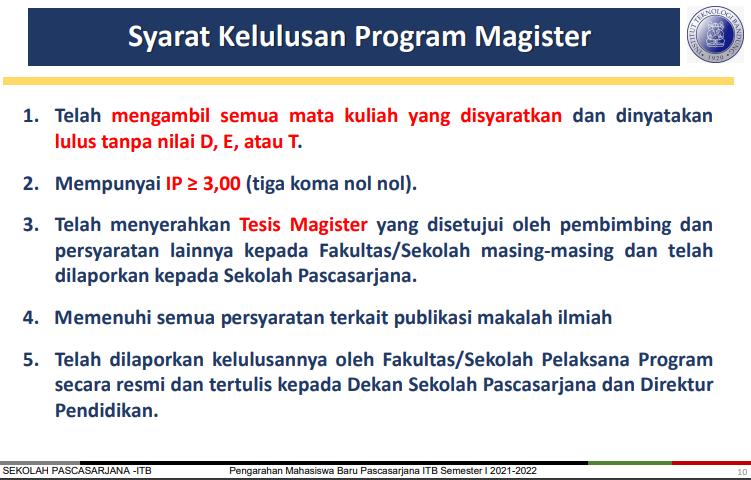 Syarat Kelulusan Program Magister
INSTITUT TEKNOLOGI BANDUNG
1920
1. Telah mengambil semua mata kuliah yang disyaratkan dan dinyatakan
lulus tanpa nilai D, E, atau T.
2. Mempunyai IP ≥ 3,00 (tiga koma nol nol).
3. Telah menyerahkan Tesis Magister yang disetujui oleh pembimbing dan
persyaratan lainnya kepada Fakultas/Sekolah masing-masing dan telah
dilaporkan kepada Sekolah Pascasarjana.
4. Memenuhi semua persyaratan terkait publikasi makalah ilmiah
5. Telah dilaporkan kelulusannya oleh Fakultas/Sekolah Pelaksana Program
secara resmi dan tertulis kepada Dekan Sekolah Pascasarjana dan Direktur
Pendidikan.
SEKOLAH PASCASARJANA -ITB
Pengarahan Mahasiswa Baru Pascasarjana ITB Semester I 2021-2022
10